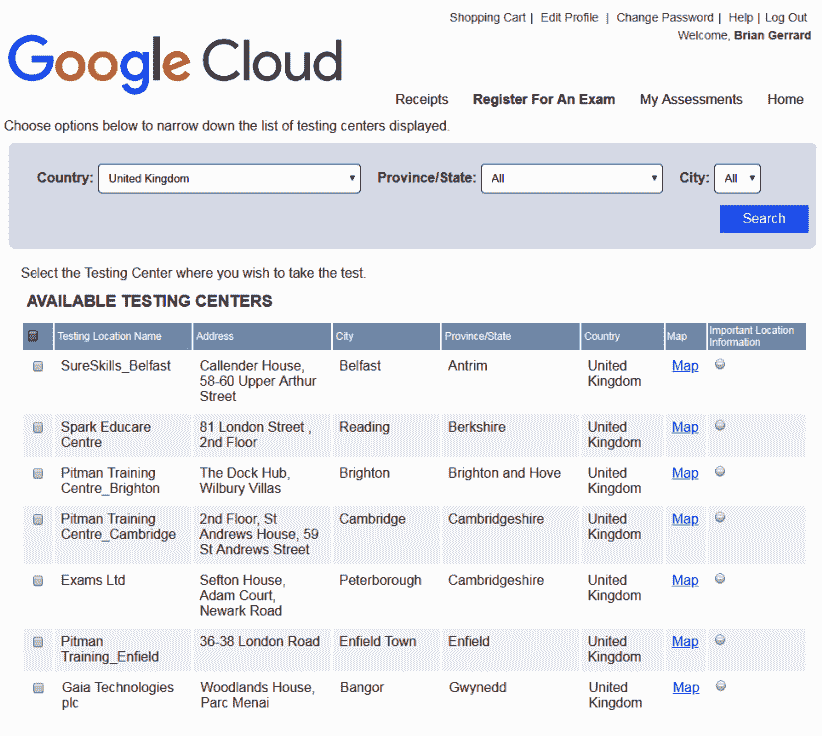 Shopping Cart | Edit Profile | Change Password | Help | Log Out
Welcome, Brian Gerrard
Google Cloud
Receipts Register For An Exam My Assessments Home
Choose options below to narrow down the list of testing centers displayed.
Country: United Kingdom Province/State: All City: All
Search
Select the Testing Center where you wish to take the test.
AVAILABLE TESTING CENTERS
Testing Location Name Address City Province/State Country Map Important Location
Information
SureSkills_Belfast Callender House, Belfast Antrim United Map
58-60 Upper Arthur Kingdom
Street
Spark Educare 81 London Street , Reading Berkshire United Map
Centre 2nd Floor Kingdom
Pitman Training The Dock Hub, Brighton Brighton and Hove United Map
Centre_Brighton Wilbury Villas Kingdom
Pitman Training 2nd Floor, St Cambridge Cambridgeshire United Map
Centre_Cambridge Andrews House, 59 Kingdom
St Andrews Street
Exams Ltd Sefton House, Peterborough Cambridgeshire United Map
Adam Court, Kingdom
Newark Road
Pitman 36-38 London Road Enfield Town Enfield United Map
Training_Enfield Kingdom
Gaia Technologies Woodlands House, Bangor Gwynedd United Map
plc Parc Menai Kingdom